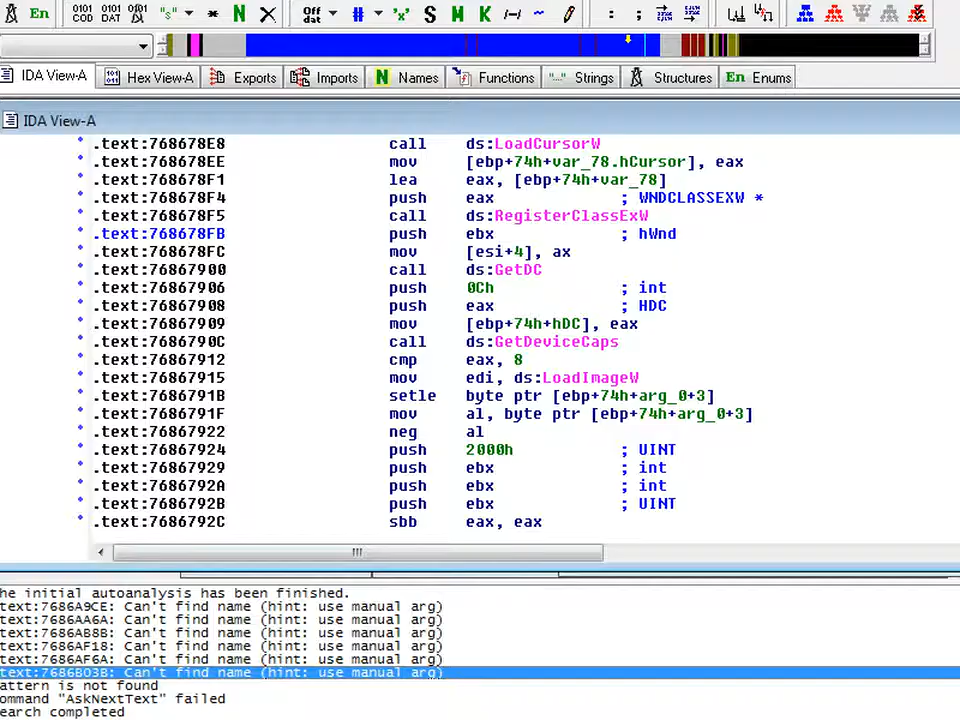 En 0101 COD 0101 DAT "s" * N Off dat # 'x' S M K : ;
IDA View-A Hex View-A Exports Imports N Names Functions Strings Structures En Enums
IDA View-A
.text:768678E8 call ds:LoadCursorW
.text:768678EE mov [ebp+74h+var_78.hCursor], eax
.text:768678F1 lea eax, [ebp+74h+var_78]
.text:768678F4 push eax ; WNDCLASSEXW *
.text:768678F5 call ds:RegisterClassExW
.text:768678FB push ebx ; hWnd
.text:768678FC mov [esi+4], ax
.text:76867900 call ds:GetDC
.text:76867906 push 0Ch ; int
.text:76867908 push eax ; HDC
.text:76867909 mov [ebp+74h+hDC], eax
.text:7686790C call ds:GetDeviceCaps
.text:76867912 cmp eax, 8
.text:76867915 mov edi, ds:LoadImageW
.text:7686791B setle byte ptr [ebp+74h+arg_0+3]
.text:7686791F mov al, byte ptr [ebp+74h+arg_0+3]
.text:76867922 neg al
.text:76867924 push 2000h ; UINT
.text:76867929 push ebx ; int
.text:7686792A push ebx ; int
.text:7686792B push ebx ; UINT
.text:7686792C sbb eax, eax
he initial autoanalysis has been finished.
text:7686A9CE: Can't find name (hint: use manual arg)
text:7686AA6A: Can't find name (hint: use manual arg)
text:7686AB8B: Can't find name (hint: use manual arg)
text:7686AF18: Can't find name (hint: use manual arg)
text:7686AF6A: Can't find name (hint: use manual arg)
text:7686B03B: Can't find name (hint: use manual arg)
attern is not found
ommand "AskNextText" failed
earch completed